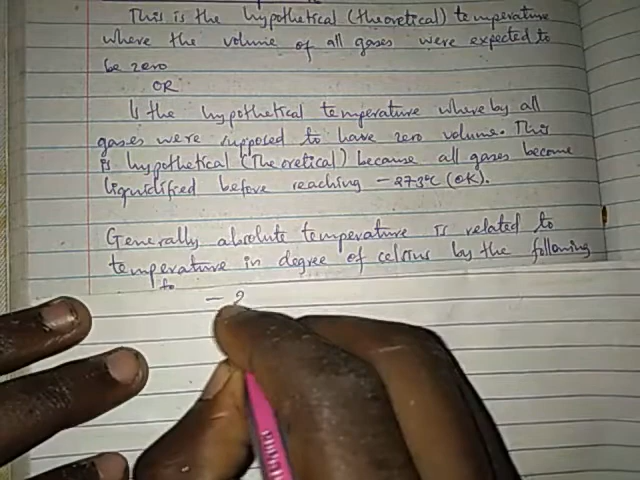 This is the hypothetical (theoretical) temperature
where the volume of all gases were expected to
be zero
OR
Is the hypothetical temperature whereby all
gases were supposed to have zero volume. This
is hypothetical (Theoretical) because all gases become
liquidified before reaching -273°C (0K).
Generally absolute temperature is related to
temperature in degree of celcius by the following